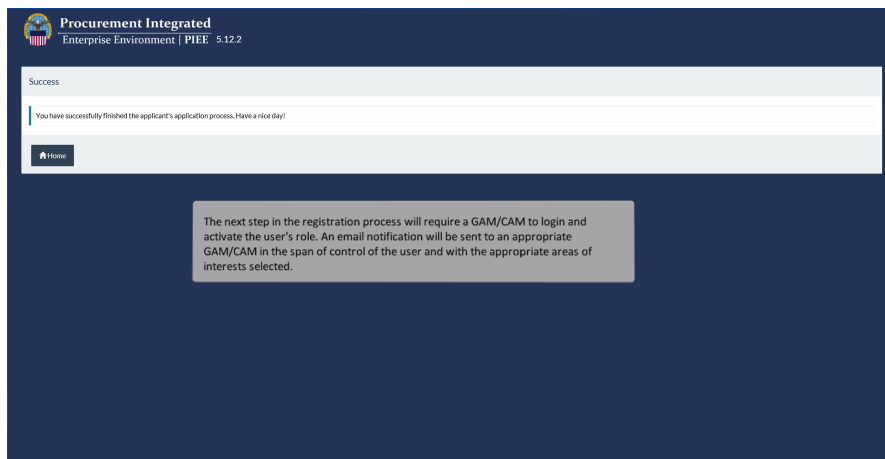 Procurement Integrated
Enterprise Environment | PIEE 5.12.2
Success
You have successfully finished the applicant's application process. Have a nice day!
Home
The next step in the registration process will require a GAM/CAM to login and
activate the user's role. An email notification will be sent to an appropriate
GAM/CAM in the span of control of the user and with the appropriate areas of
interests selected.